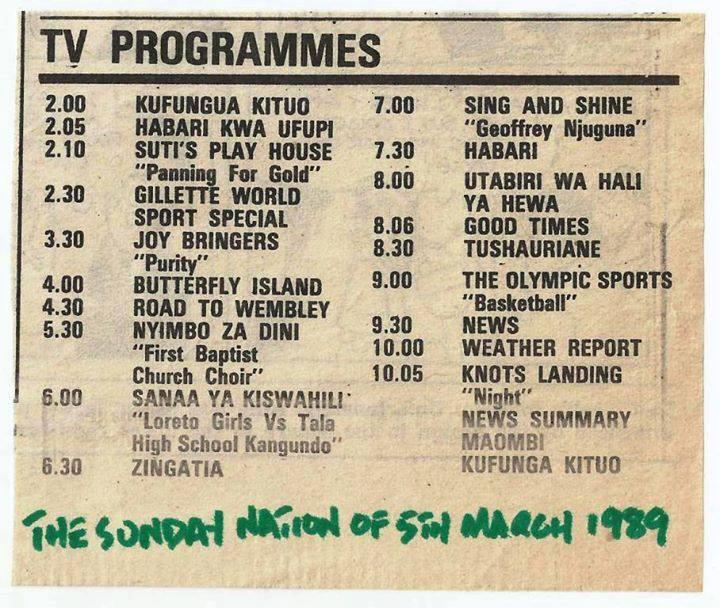 TV PROGRAMMES
2.00 KUFUNGUA KITUO
2.05 HABARI KWA UFUPI
2.10 SUTI'S PLAY HOUSE
"Panning For Gold"
2.30 GILLETTE WORLD
SPORT SPECIAL
3.30 JOY BRINGERS
"Purity"
4.00 BUTTERFLY ISLAND
4.30 ROAD TO WEMBLEY
5.30 NYIMBO ZA DINI
"First Baptist
Church Choir"
6.00 SANAA YA KISWAHILI
"Loreto Girls Vs Tala
High School Kangundo"
6.30 ZINGATIA
7.00 SING AND SHINE
"Geoffrey Njuguna"
7.30 HABARI
8.00 UTABIRI WA HALI
YA HEWA
8.06 GOOD TIMES
8.30 TUSHAURIANE
9.00 THE OLYMPIC SPORTS
"Basketball"
9.30 NEWS
10.00 WEATHER REPORT
10.05 KNOTS LANDING
"Night"
NEWS SUMMARY
MAOMBI
KUFUNGA KITUO
THE SUNDAY NATION OF 5TH MARCH 1989